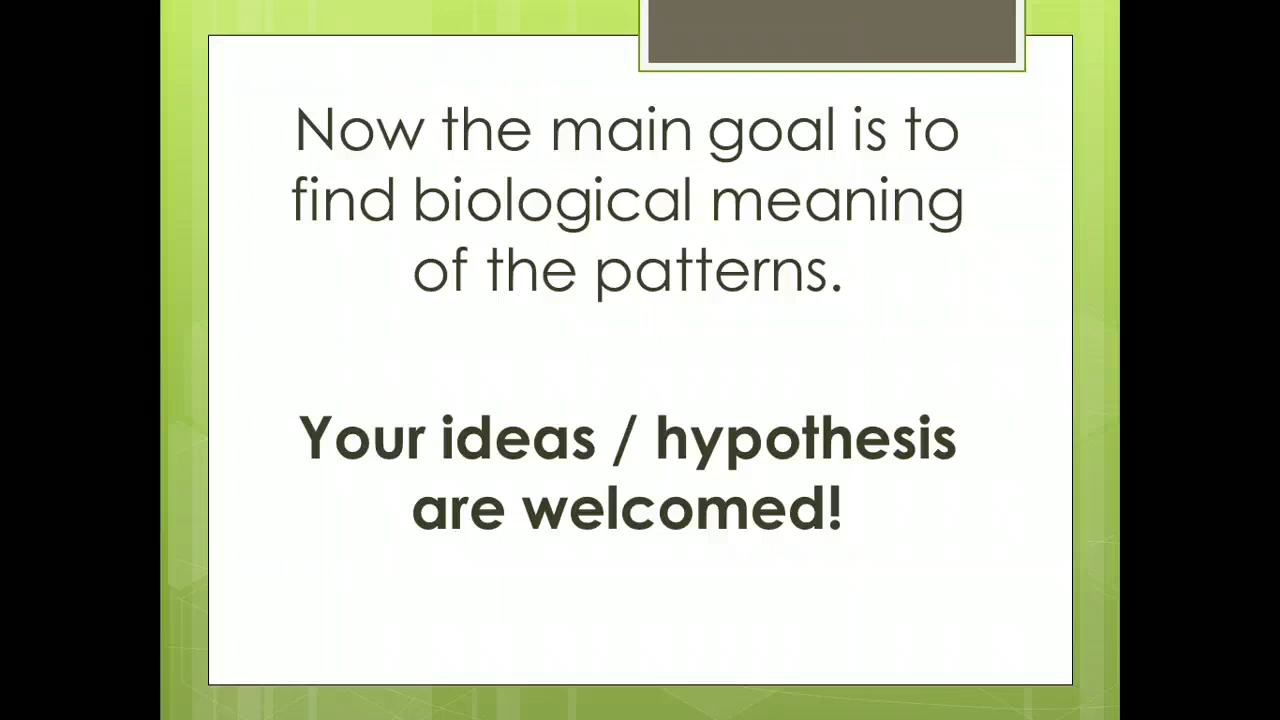 Now the main goal is to
find biological meaning
of the patterns.
Your ideas / hypothesis
are welcomed!